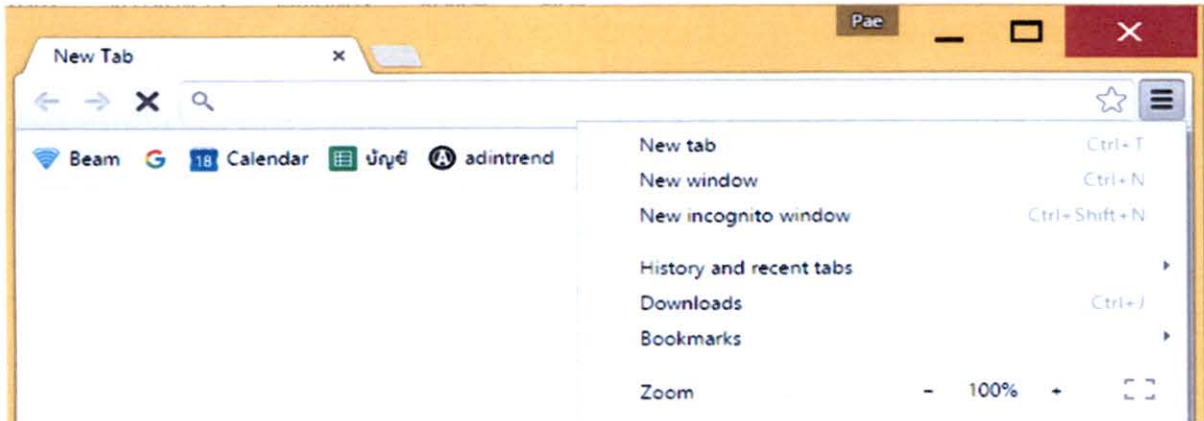 Pae
New Tab
Beam G 18 Calendar บัญชี A adintrend
New tab Ctrl+T
New window Ctrl+N
New incognito window Ctrl+Shift+N
History and recent tabs
Downloads Ctrl+J
Bookmarks
Zoom - 100% +